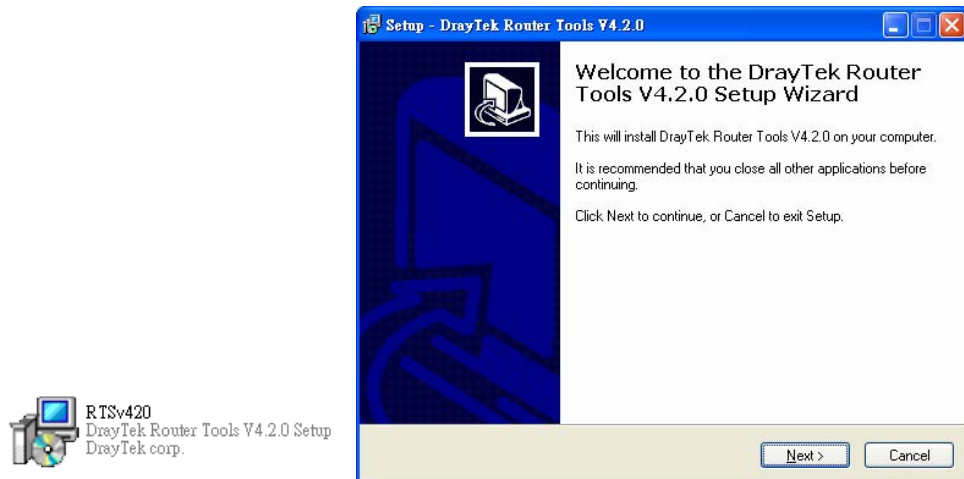 Setup - DrayTek Router Tools V4.2.0
Welcome to the DrayTek Router
Tools V4.2.0 Setup Wizard
This will install DrayTek Router Tools V4.2.0 on your computer.
It is recommended that you close all other applications before
continuing.
Click Next to continue, or Cancel to exit Setup.
RTSv420
DrayTek Router Tools V4.2.0 Setup
DrayTek corp.
Next >
Cancel